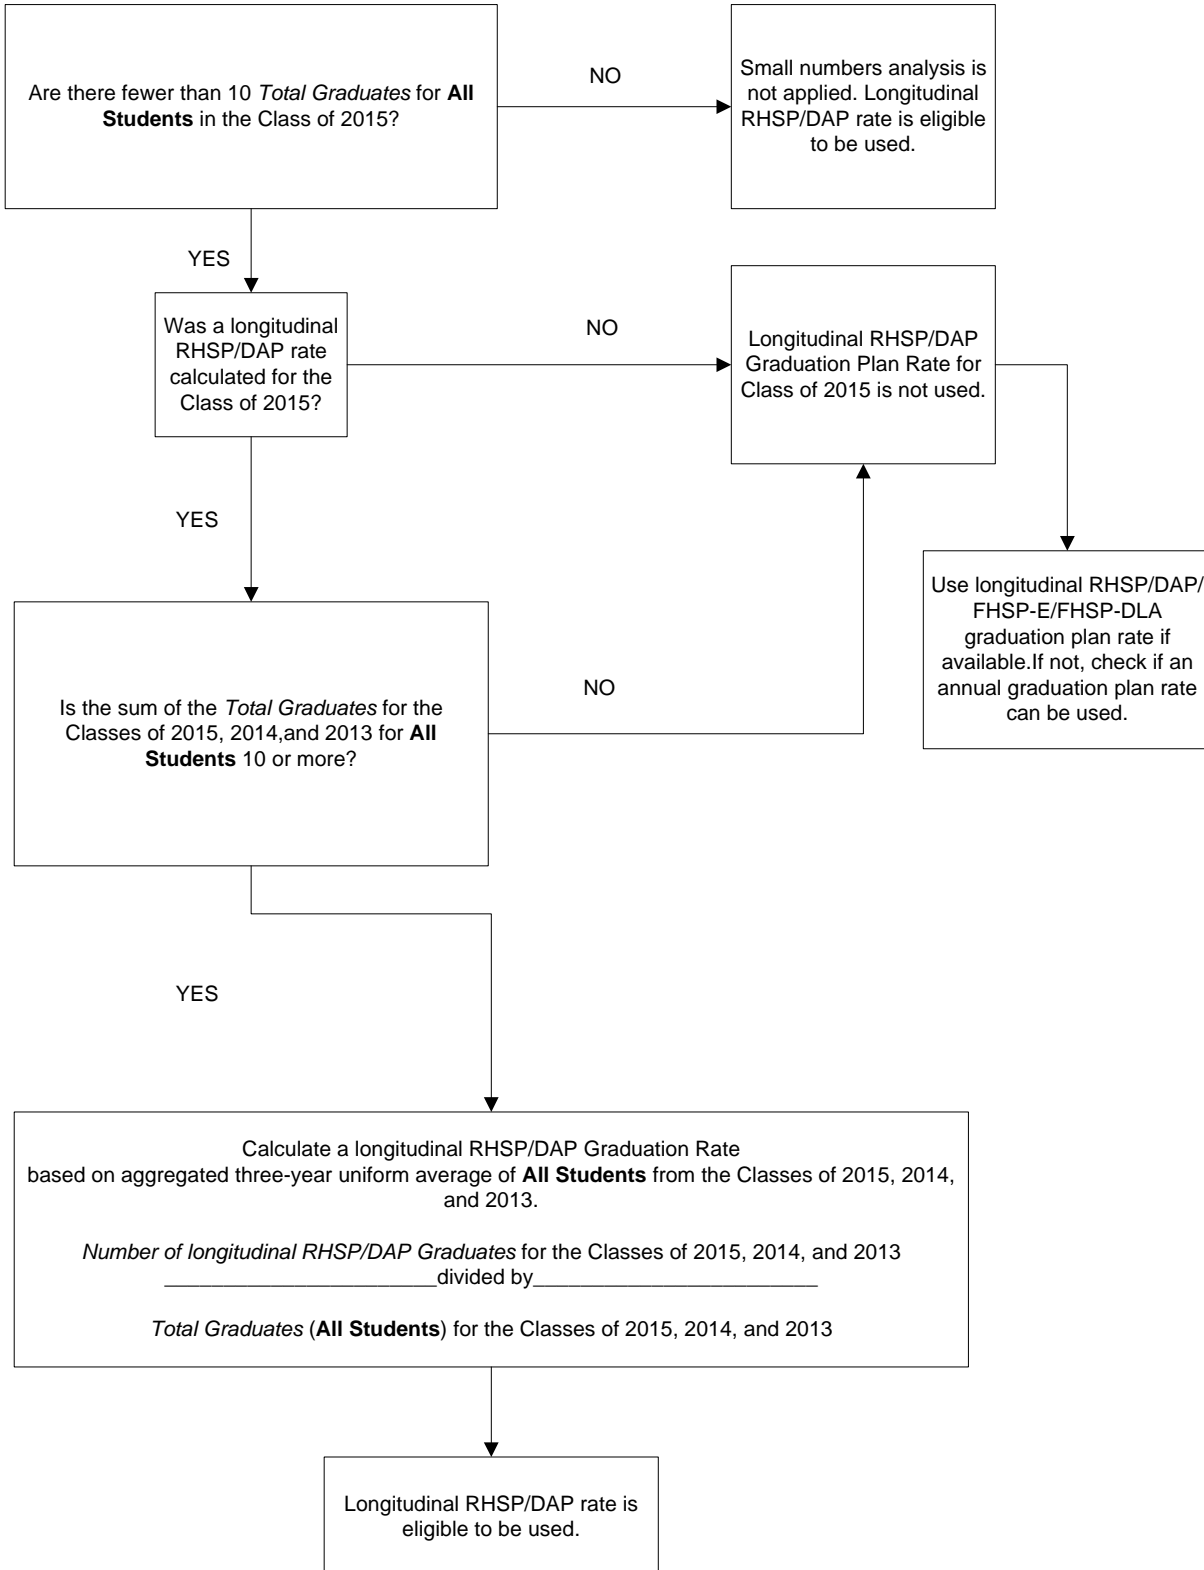 Are there fewer than 10 Total Graduates for All
Students in the Class of 2015?
NO
Small numbers analysis is
not applied. Longitudinal
RHSP/DAP rate is eligible
to be used.
YES
Was a longitudinal
RHSP/DAP rate
calculated for the
Class of 2015?
NO
Longitudinal RHSP/DAP
Graduation Plan Rate for
Class of 2015 is not used.
YES
Use longitudinal RHSP/DAP/
FHSP-E/FHSP-DLA
graduation plan rate if
available.If not, check if an
annual graduation plan rate
can be used.
Is the sum of the Total Graduates for the
Classes of 2015, 2014,and 2013 for All
Students 10 or more?
NO
YES
Calculate a longitudinal RHSP/DAP Graduation Rate
based on aggregated three-year uniform average of All Students from the Classes of 2015, 2014,
and 2013.
Number of longitudinal RHSP/DAP Graduates for the Classes of 2015, 2014, and 2013
_______________________divided by________________________
Total Graduates (All Students) for the Classes of 2015, 2014, and 2013
Longitudinal RHSP/DAP rate is
eligible to be used.